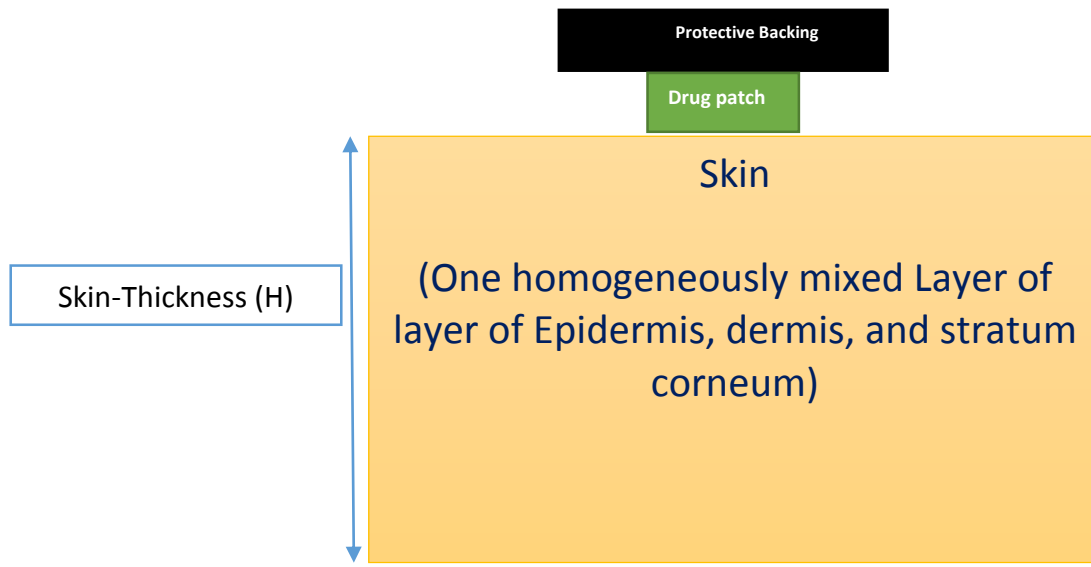 Protective Backing
Drug patch
Skin
(One homogeneously mixed Layer of
layer of Epidermis, dermis, and stratum
corneum)
Skin-Thickness (H)